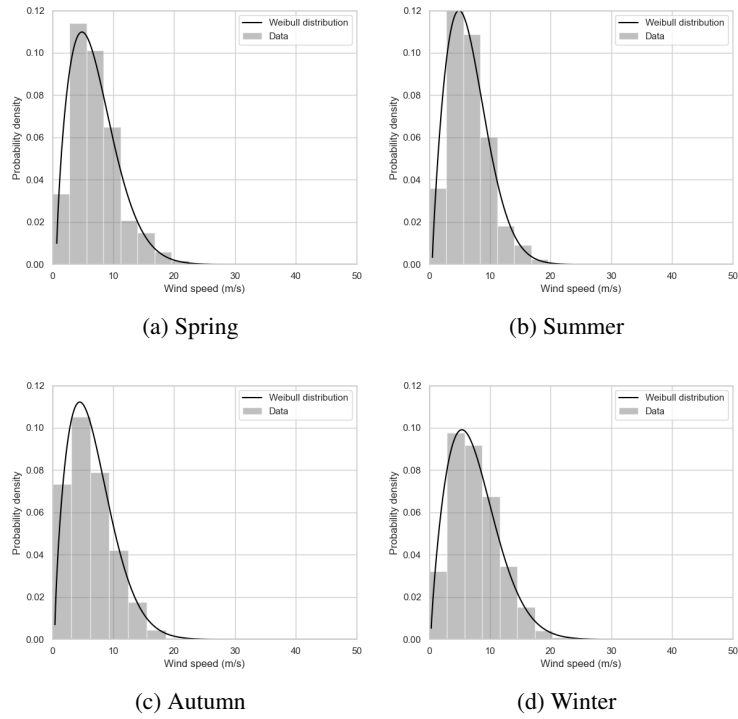 0.12
0.10
0.08
0.06
0.04
0.02
0.00
Probability density
Weibull distribution
Data
0 10 20 30 40 50
Wind speed (m/s)
(a) Spring
0.12
0.10
0.08
0.06
0.04
0.02
0.00
Probability density
Weibull distribution
Data
0 10 20 30 40 50
Wind speed (m/s)
(b) Summer
0.12
0.10
0.08
0.06
0.04
0.02
0.00
Probability density
Weibull distribution
Data
0 10 20 30 40 50
Wind speed (m/s)
(c) Autumn
0.12
0.10
0.08
0.06
0.04
0.02
0.00
Probability density
Weibull distribution
Data
0 10 20 30 40 50
Wind speed (m/s)
(d) Winter